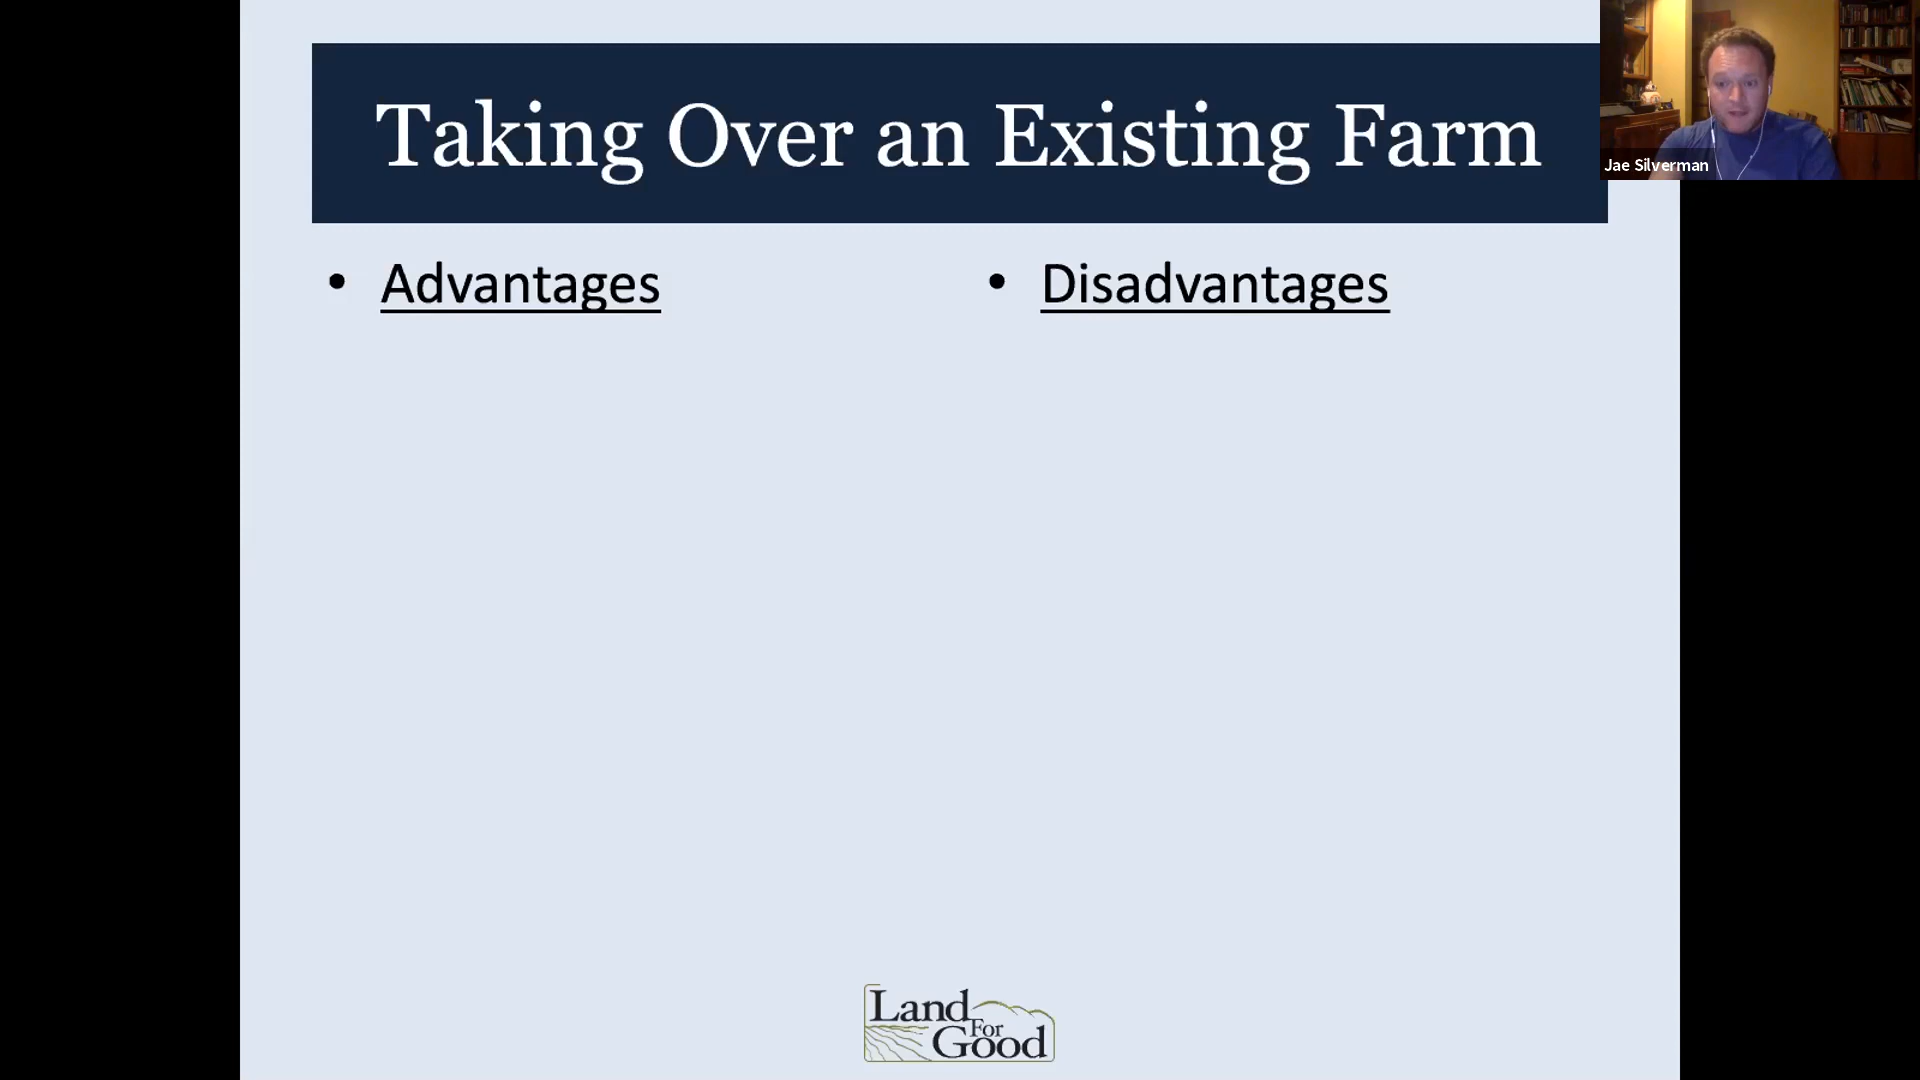 Taking Over an Existing Farm
Jae Silverman
• Advantages
• Disadvantages
Land
For
Good